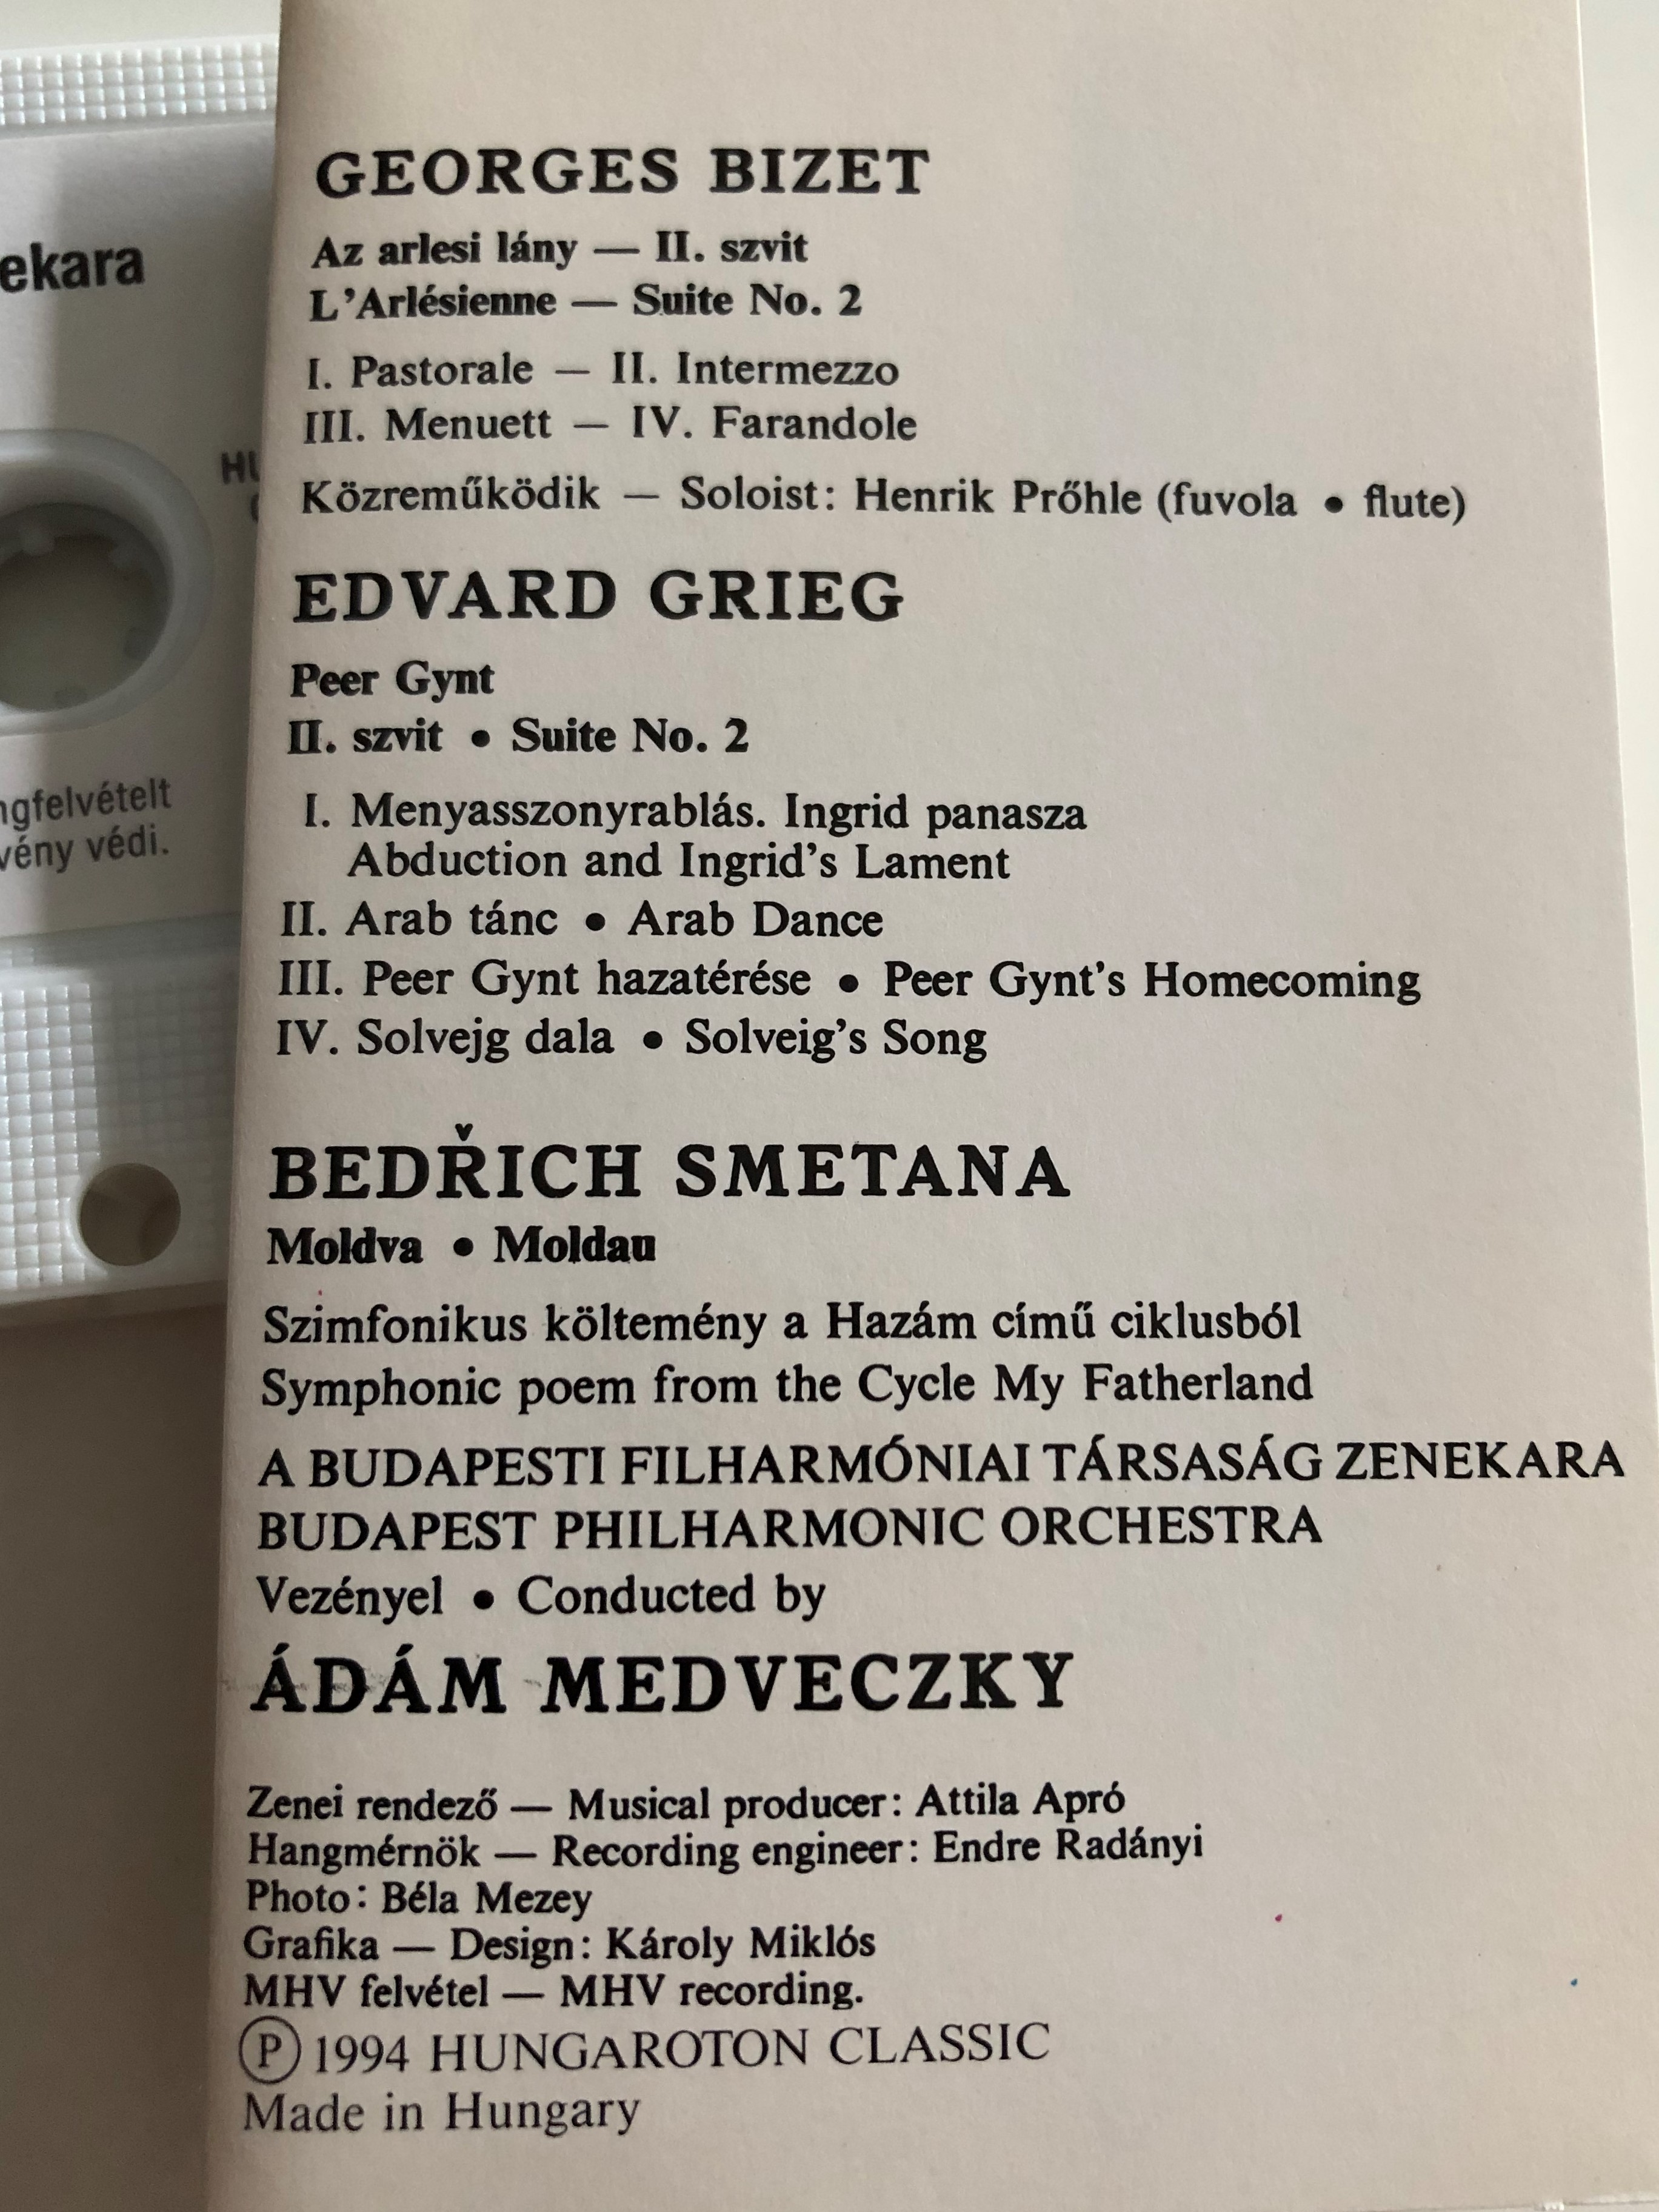 GEORGES BIZET
Az arlesi lány — II. szvit
L'Arlésienne — Suite No. 2
I. Pastorale — II. Intermezzo
III. Menuett — IV. Farandole
Közreműködik — Soloist: Henrik Prőhle (fuvola • flute)
EDVARD GRIEG
Peer Gynt
II. szvit • Suite No. 2
I. Menyasszonyrablás. Ingrid panasza
Abduction and Ingrid's Lament
II. Arab tánc • Arab Dance
III. Peer Gynt hazatérése • Peer Gynt's Homecoming
IV. Solvejg dala • Solveig's Song
BEDŘICH SMETANA
Moldva • Moldau
Szimfonikus költemény a Hazám című ciklusból
Symphonic poem from the Cycle My Fatherland
A BUDAPESTI FILHARMÓNIAI TÁRSASÁG ZENEKARA
BUDAPEST PHILHARMONIC ORCHESTRA
Vezényel • Conducted by
ÁDÁM MEDVECZKY
Zenei rendező — Musical producer: Attila Apró
Hangmérnök — Recording engineer: Endre Radányi
Photo: Béla Mezey
Grafika — Design: Károly Miklós
MHV felvétel — MHV recording.
Ⓟ 1994 HUNGAROTON CLASSIC
Made in Hungary
ekara
ngfelvételt
vény védi.